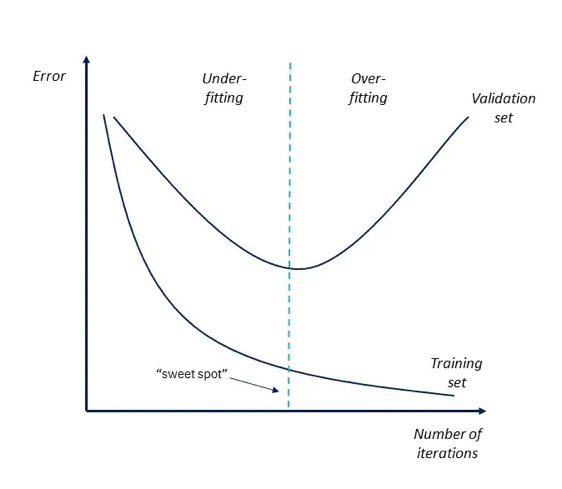 Error
Under-
fitting
Over-
fitting
Validation
set
"sweet spot"
Training
set
Number of
iterations